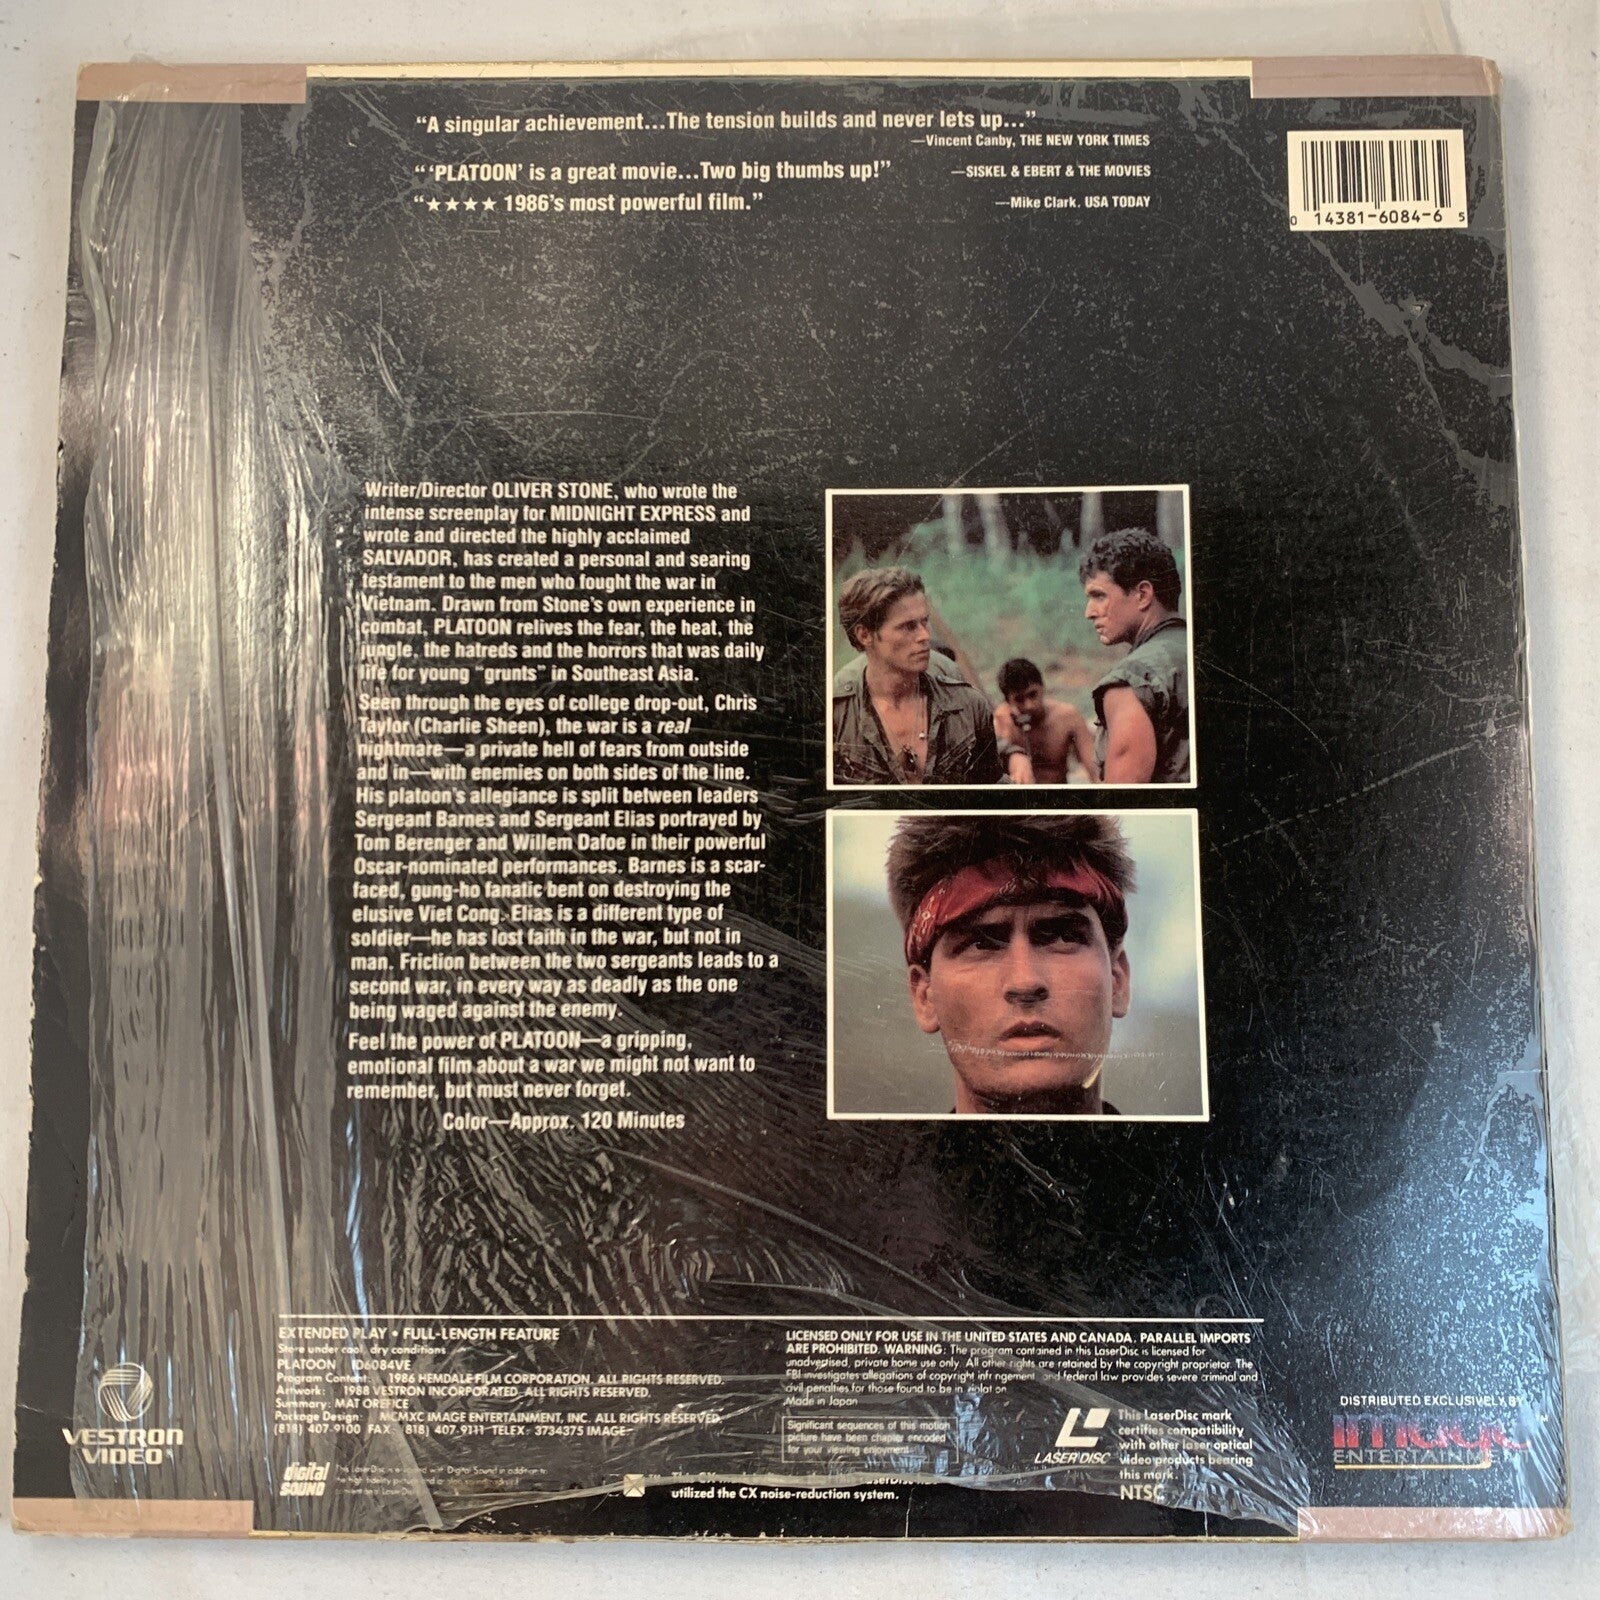 “A singular achievement...The tension builds and never lets up...”
—Vincent Canby, THE NEW YORK TIMES
“‘PLATOON’ is a great movie...Two big thumbs up!” —SISKEL & EBERT & THE MOVIES
“★★★★ 1986’s most powerful film.” —Mike Clark, USA TODAY
0 14381-6084-6 5
Writer/Director OLIVER STONE, who wrote the
intense screenplay for MIDNIGHT EXPRESS and
wrote and directed the highly acclaimed
SALVADOR, has created a personal and searing
testament to the men who fought the war in
Vietnam. Drawn from Stone’s own experience in
combat, PLATOON relives the fear, the heat, the
jungle, the hatreds and the horrors that was daily
life for young “grunts” in Southeast Asia.
Seen through the eyes of college drop-out, Chris
Taylor (Charlie Sheen), the war is a real
nightmare—a private hell of fears from outside
and in—with enemies on both sides of the line.
His platoon’s allegiance is split between leaders
Sergeant Barnes and Sergeant Elias portrayed by
Tom Berenger and Willem Dafoe in their powerful
Oscar-nominated performances. Barnes is a scar-
faced, gung-ho fanatic bent on destroying the
elusive Viet Cong. Elias is a different type of
soldier—he has lost faith in the war, but not in
man. Friction between the two sergeants leads to a
second war, in every way as deadly as the one
being waged against the enemy.
Feel the power of PLATOON—a gripping,
emotional film about a war we might not want to
remember, but must never forget.
Color—Approx. 120 Minutes
VESTRON
VIDEO
EXTENDED PLAY • FULL-LENGTH FEATURE
Store under cool, dry conditions
PLATOON ID6084VE
Program Content: 1986 HEMDALE FILM CORPORATION. ALL RIGHTS RESERVED.
Artwork: 1988 VESTRON INCORPORATED. ALL RIGHTS RESERVED.
Summary: MAT OREFICE
Package Design: MCMXC IMAGE ENTERTAINMENT, INC. ALL RIGHTS RESERVED.
(818) 407-9100 FAX (818) 407-9111 TELEX 3734375 IMAGE
digital
SOUND
This LaserDisc is encoded with Digital Sound in addition to
LICENSED ONLY FOR USE IN THE UNITED STATES AND CANADA. PARALLEL IMPORTS
ARE PROHIBITED. WARNING: The program contained in this LaserDisc is licensed for
unadvertised, private home use only. All other rights are retained by the copyright proprietor. The
FBI investigates allegations of copyright infringement and federal law provides severe criminal and
civil penalties for those found to be in violation.
Made in Japan
Significant sequences of this motion
picture have been chapter encoded
for your viewing enjoyment
utilized the CX noise-reduction system.
LASERDISC
This LaserDisc mark
certifies compatibility
with other laser optical
video products bearing
this mark.
NTSC
DISTRIBUTED EXCLUSIVELY BY
image
ENTERTAINMENT